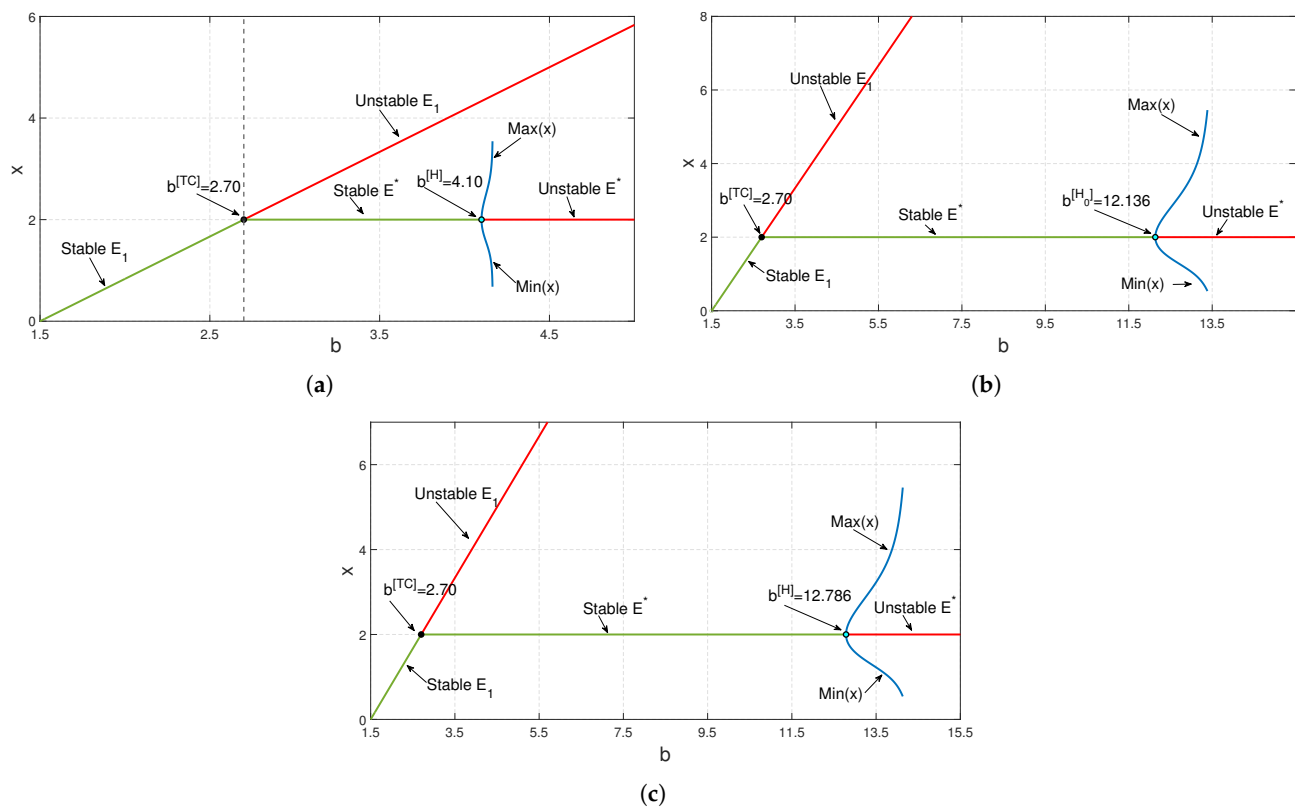 6
4
2
0
x
1.5
2.5
3.5
4.5
b
Unstable E1
Max(x)
b[TC]=2.70
Stable E*
b[H]=4.10
Unstable E*
Stable E1
Min(x)
(a)
8
6
4
2
0
x
1.5
3.5
5.5
7.5
9.5
11.5
13.5
b
Unstable E1
Max(x)
b[TC]=2.70
Stable E*
b[H0]=12.136
Unstable E*
Stable E1
Min(x)
(b)
6
4
2
0
x
1.5
3.5
5.5
7.5
9.5
11.5
13.5
15.5
b
Unstable E1
Max(x)
b[TC]=2.70
Stable E*
b[H]=12.786
Unstable E*
Stable E1
Min(x)
(c)